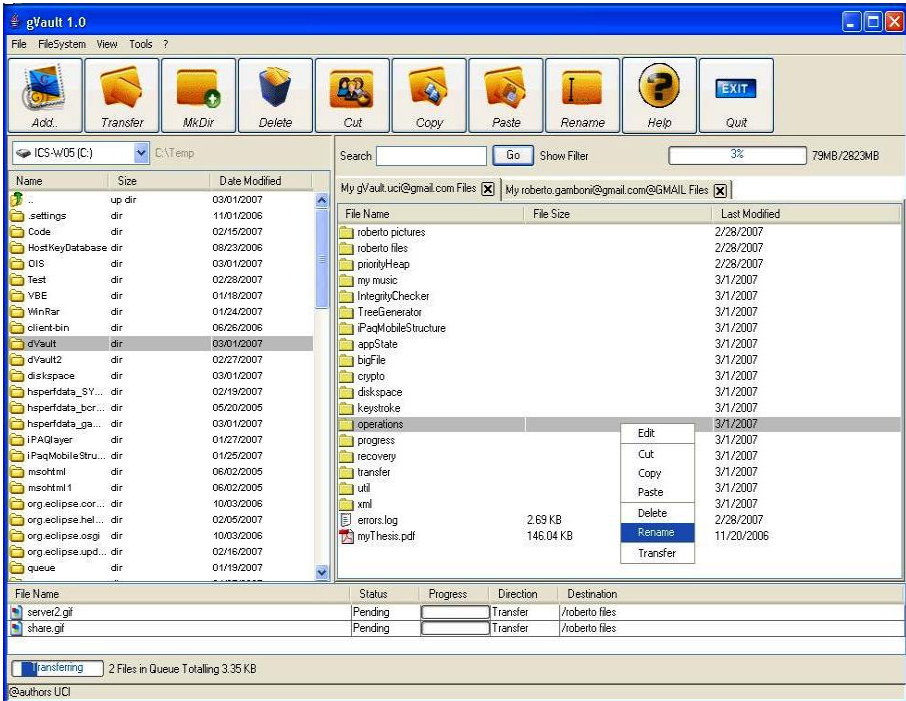 gVault 1.0
File FileSystem View Tools ?
Add.. Transfer MkDir Delete Cut Copy Paste Rename Help EXIT Quit
ICS-W05 (C:) C:\Temp
Name Size Date Modified
.. up dir 03/01/2007
.settings dir 11/01/2006
Code dir 02/15/2007
HostKeyDatabase dir 08/23/2006
OIS dir 03/01/2007
Test dir 02/28/2007
VBE dir 01/18/2007
WinRar dir 01/24/2007
client-bin dir 06/26/2006
dVault dir 03/01/2007
dVault2 dir 02/27/2007
diskspace dir 03/01/2007
hsperfdata_SY... dir 02/19/2007
hsperfdata_bcr... dir 05/20/2005
hsperfdata_ga... dir 03/01/2007
iPAQlayer dir 01/27/2007
iPaqMobileStru... dir 01/25/2007
msohtml dir 06/02/2005
msohtml1 dir 06/02/2005
org.eclipse.cor... dir 10/03/2006
org.eclipse.hel... dir 02/05/2007
org.eclipse.osgi dir 10/03/2006
org.eclipse.upd... dir 02/16/2007
queue dir 01/19/2007
Search Go Show Filter 3% 79MB/2823MB
My gVault.uci@gmail.com Files My roberto.gamboni@gmail.com@GMAIL Files
File Name File Size Last Modified
roberto pictures 2/28/2007
roberto files 2/28/2007
priorityHeap 2/28/2007
my music 3/1/2007
IntegrityChecker 3/1/2007
TreeGenerator 3/1/2007
iPaqMobileStructure 3/1/2007
appState 3/1/2007
bigFile 3/1/2007
crypto 3/1/2007
diskspace 3/1/2007
keystroke 3/1/2007
operations 3/1/2007
progress 3/1/2007
recovery 3/1/2007
transfer 3/1/2007
util 3/1/2007
xml 3/1/2007
errors.log 2.69 KB 2/28/2007
myThesis.pdf 146.04 KB 11/20/2006
Edit
Cut
Copy
Paste
Delete
Rename
Transfer
File Name Status Progress Direction Destination
server2.gif Pending Transfer /roberto files
share.gif Pending Transfer /roberto files
Transferring 2 Files in Queue Totalling 3.35 KB
@authors UCI